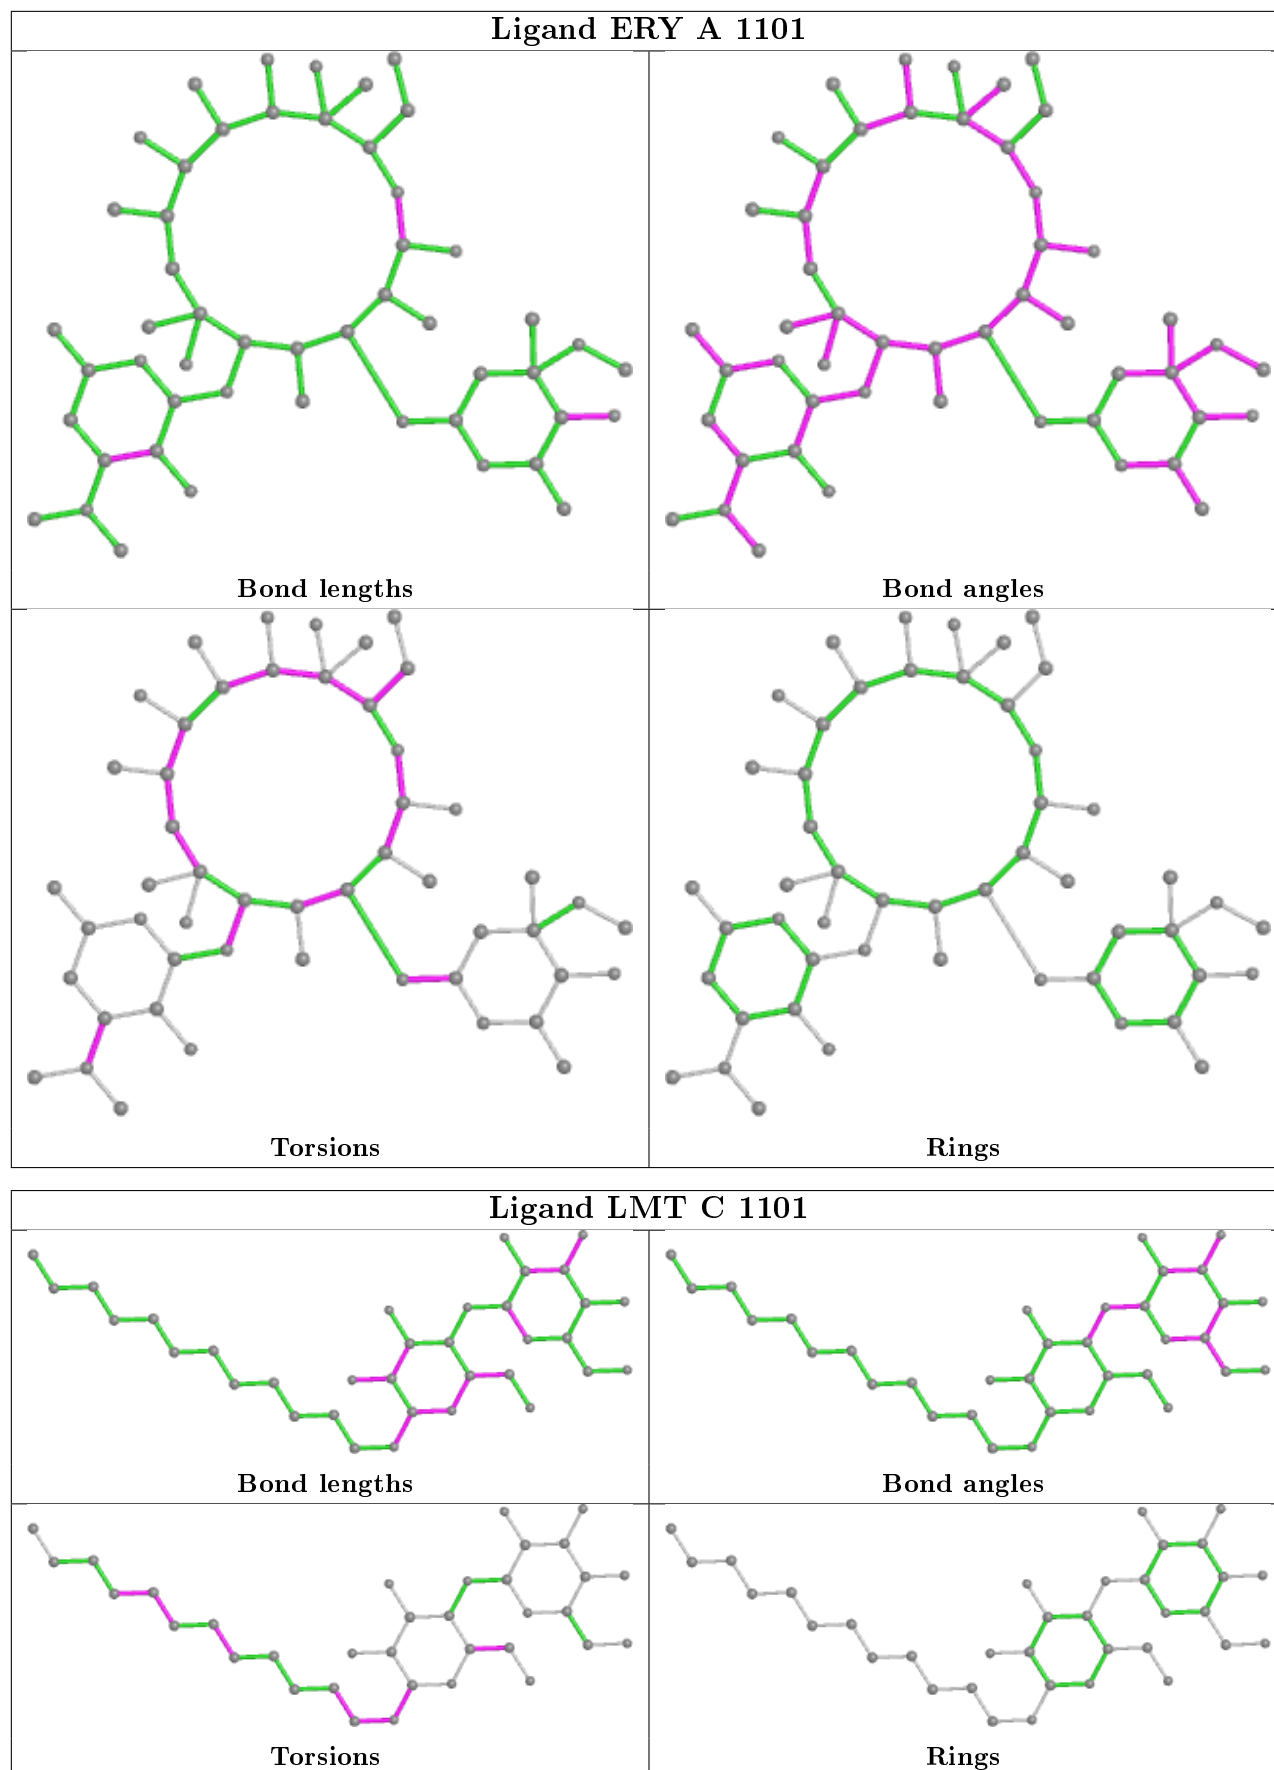 Ligand ERY A 1101
Bond lengths
Bond angles
Torsions
Rings
Ligand LMT C 1101
Bond lengths
Bond angles
Torsions
Rings